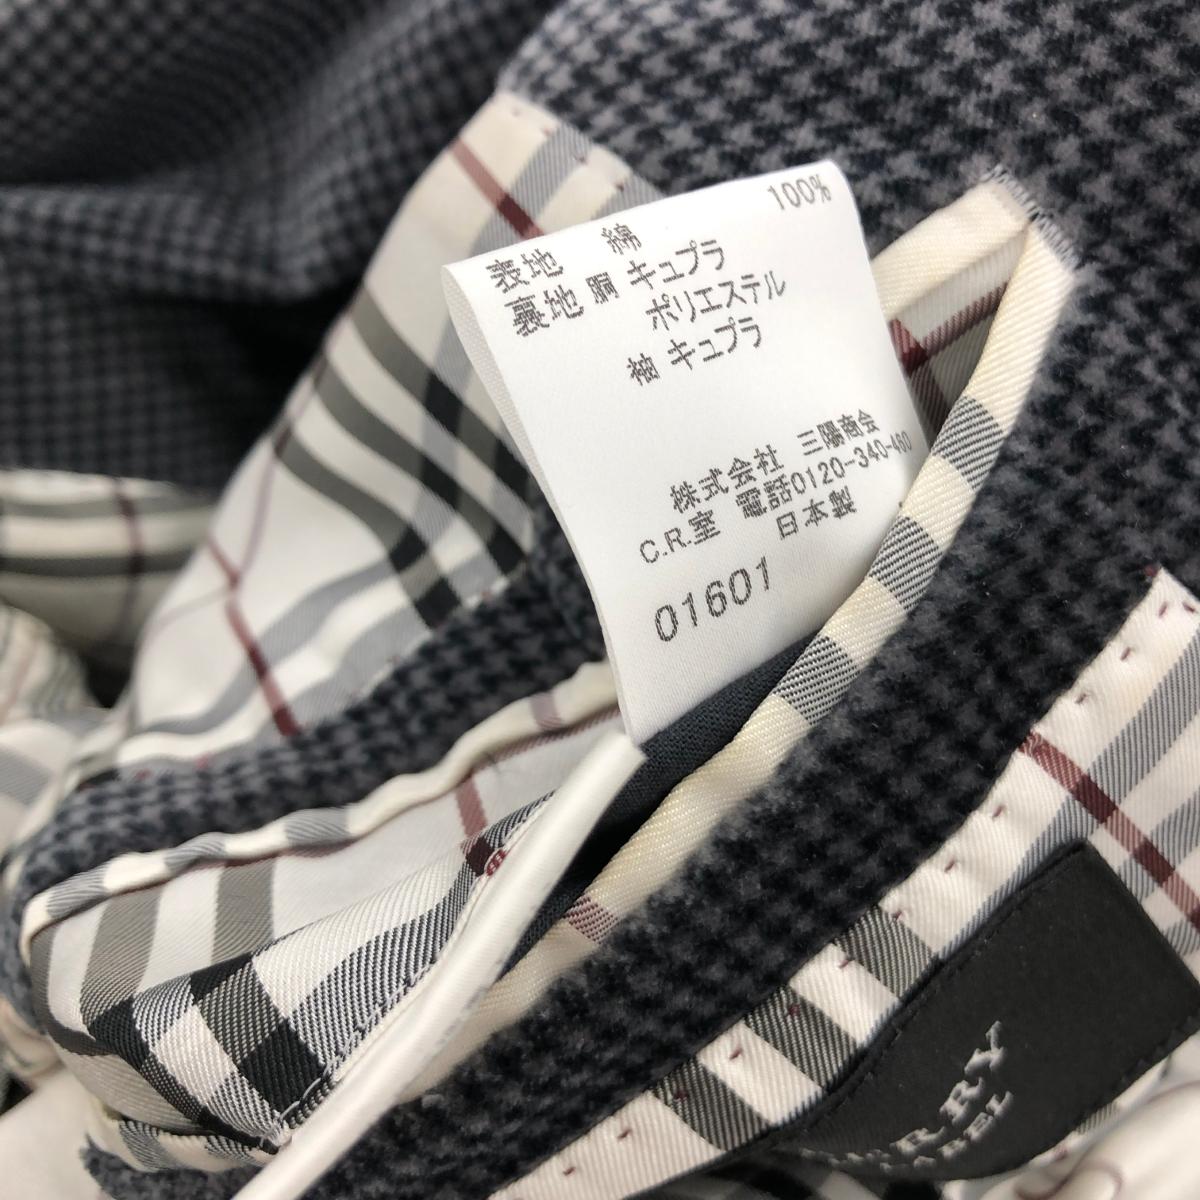 表地 綿 100%
裏地 胴 キュプラ
ポリエステル
袖 キュプラ
株式会社 三陽商会
C.R.室 電話0120-340-460
日本製
01601
LABEL